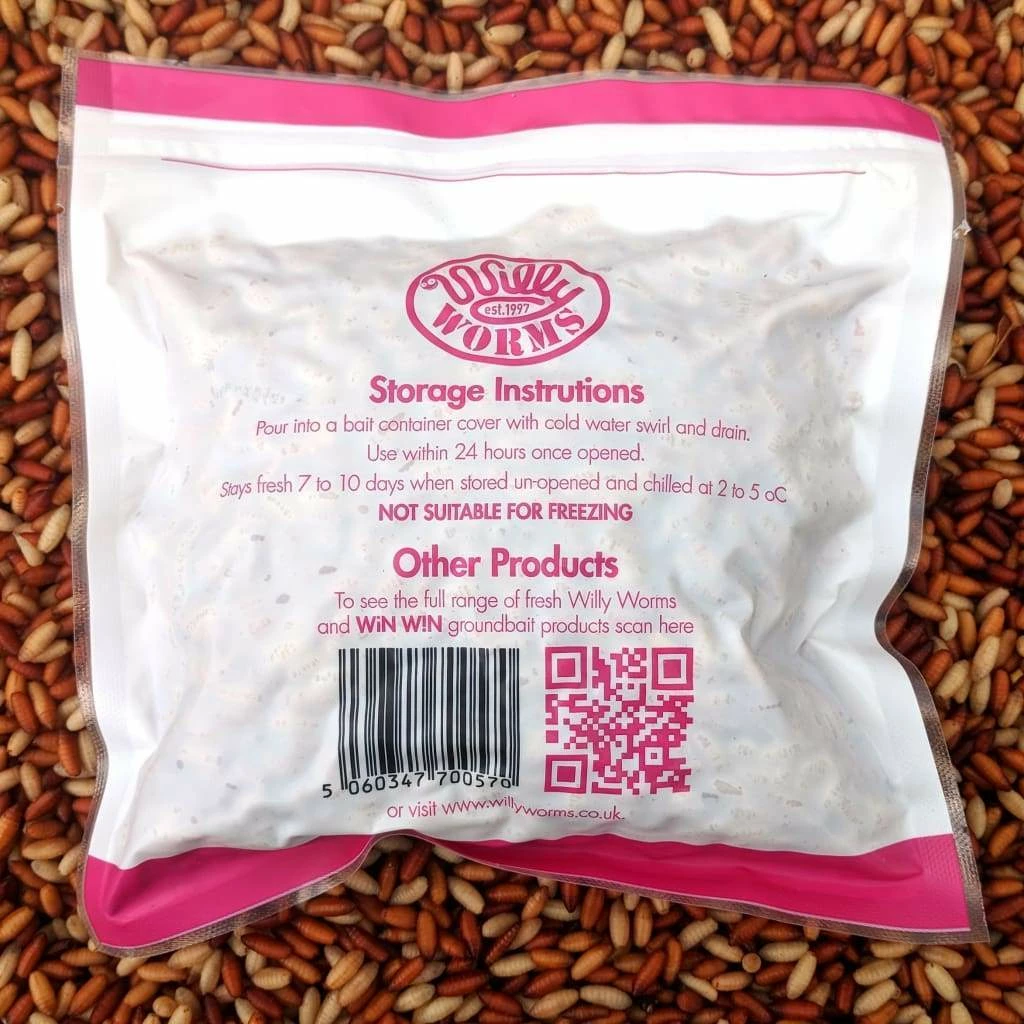 Willy
est.1997
WORMS
Storage Instrutions
Pour into a bait container cover with cold water swirl and drain.
Use within 24 hours once opened.
Stays fresh 7 to 10 days when stored un-opened and chilled at 2 to 5 oC
NOT SUITABLE FOR FREEZING
Other Products
To see the full range of fresh Willy Worms
and WiN W!N groundbait products scan here
5 060347 700570
or visit www.willyworms.co.uk.